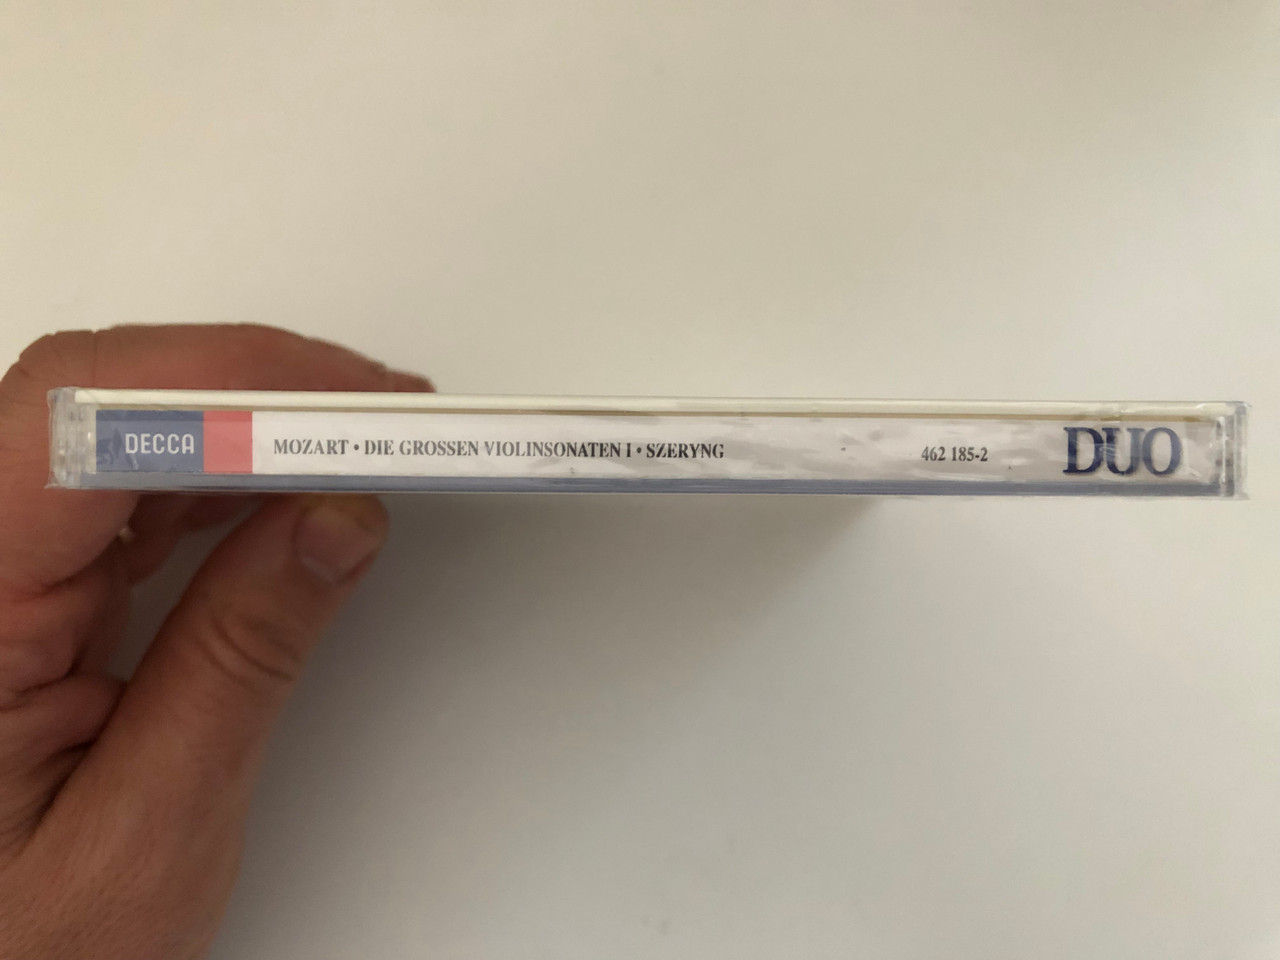 DECCA MOZART • DIE GROSSEN VIOLINSONATEN I • SZERYNG 462 185-2 DUO